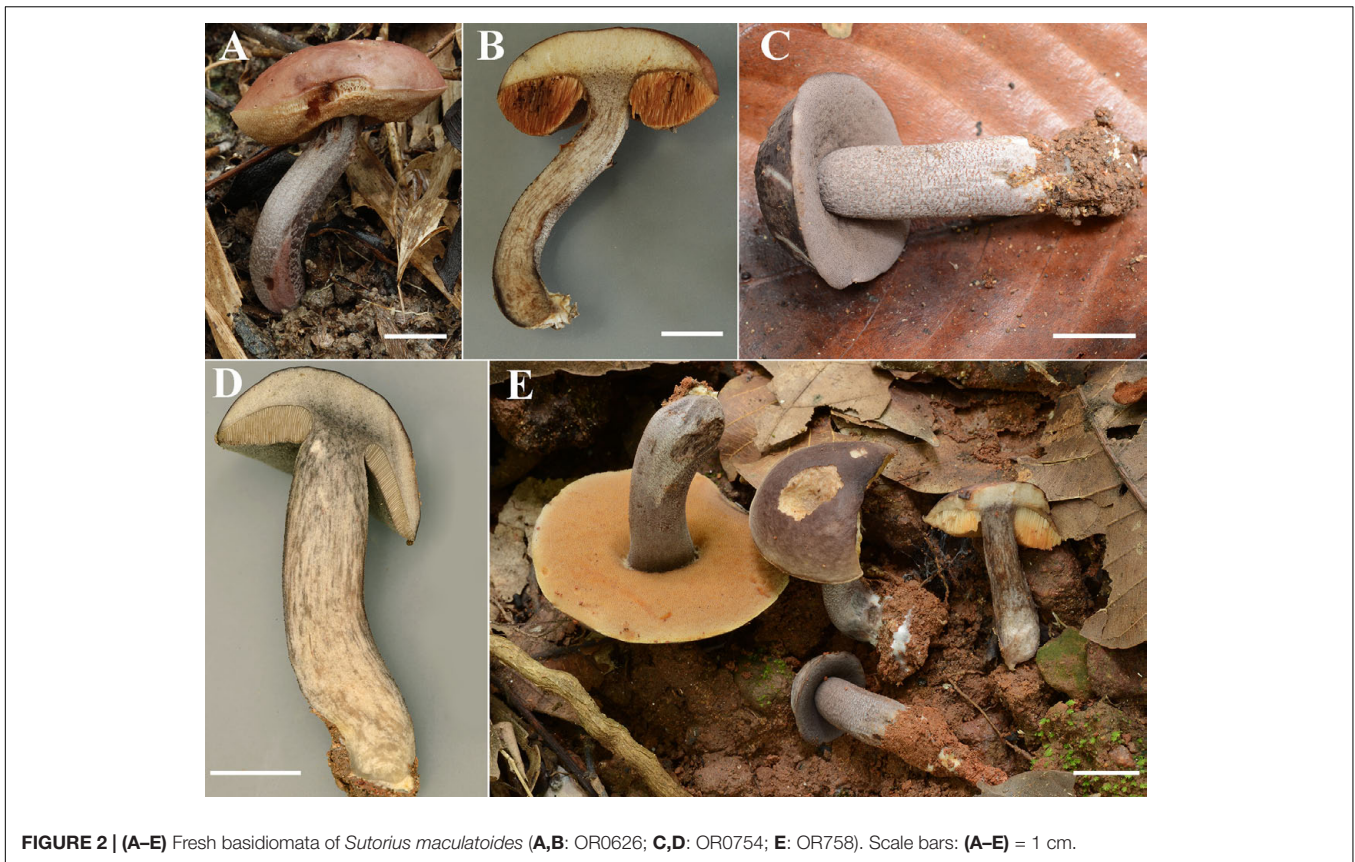 A
B
C
D
E
FIGURE 2 | (A–E) Fresh basidiomata of Sutorius maculatoides (A,B: OR0626; C,D: OR0754; E: OR758). Scale bars: (A–E) = 1 cm.